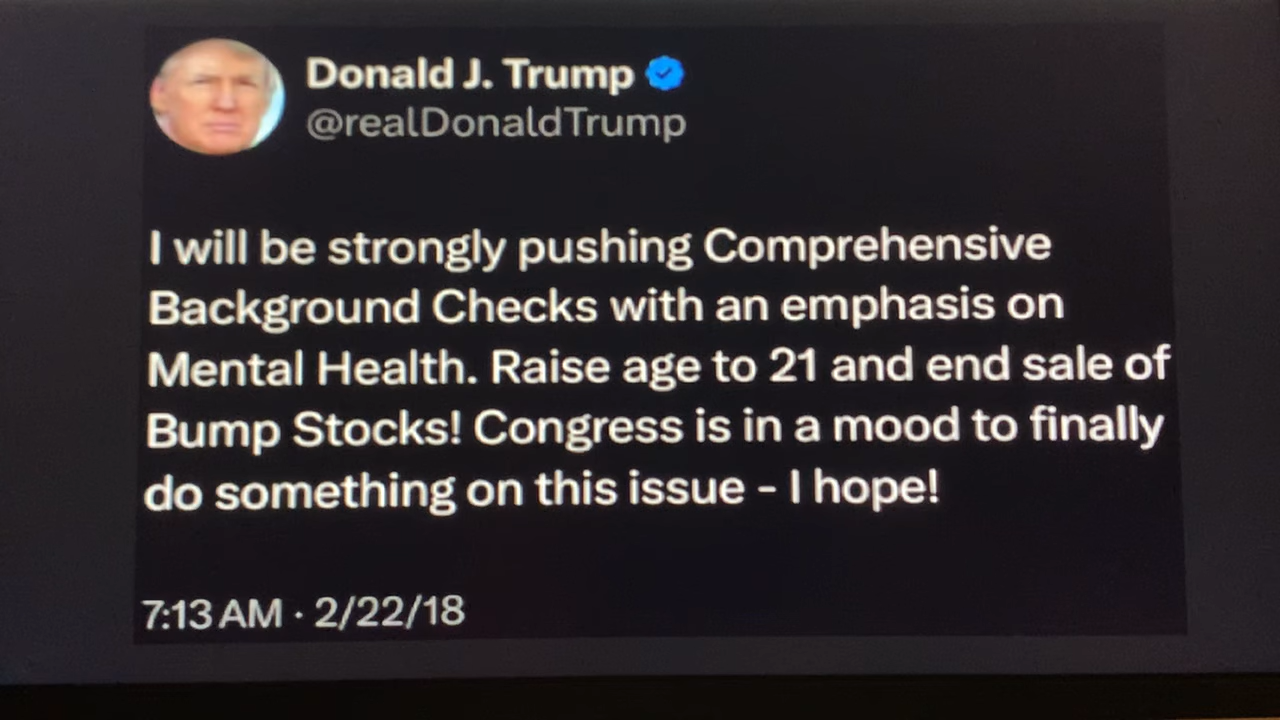 Donald J. Trump
@realDonaldTrump
I will be strongly pushing Comprehensive
Background Checks with an emphasis on
Mental Health. Raise age to 21 and end sale of
Bump Stocks! Congress is in a mood to finally
do something on this issue - I hope!
7:13 AM · 2/22/18